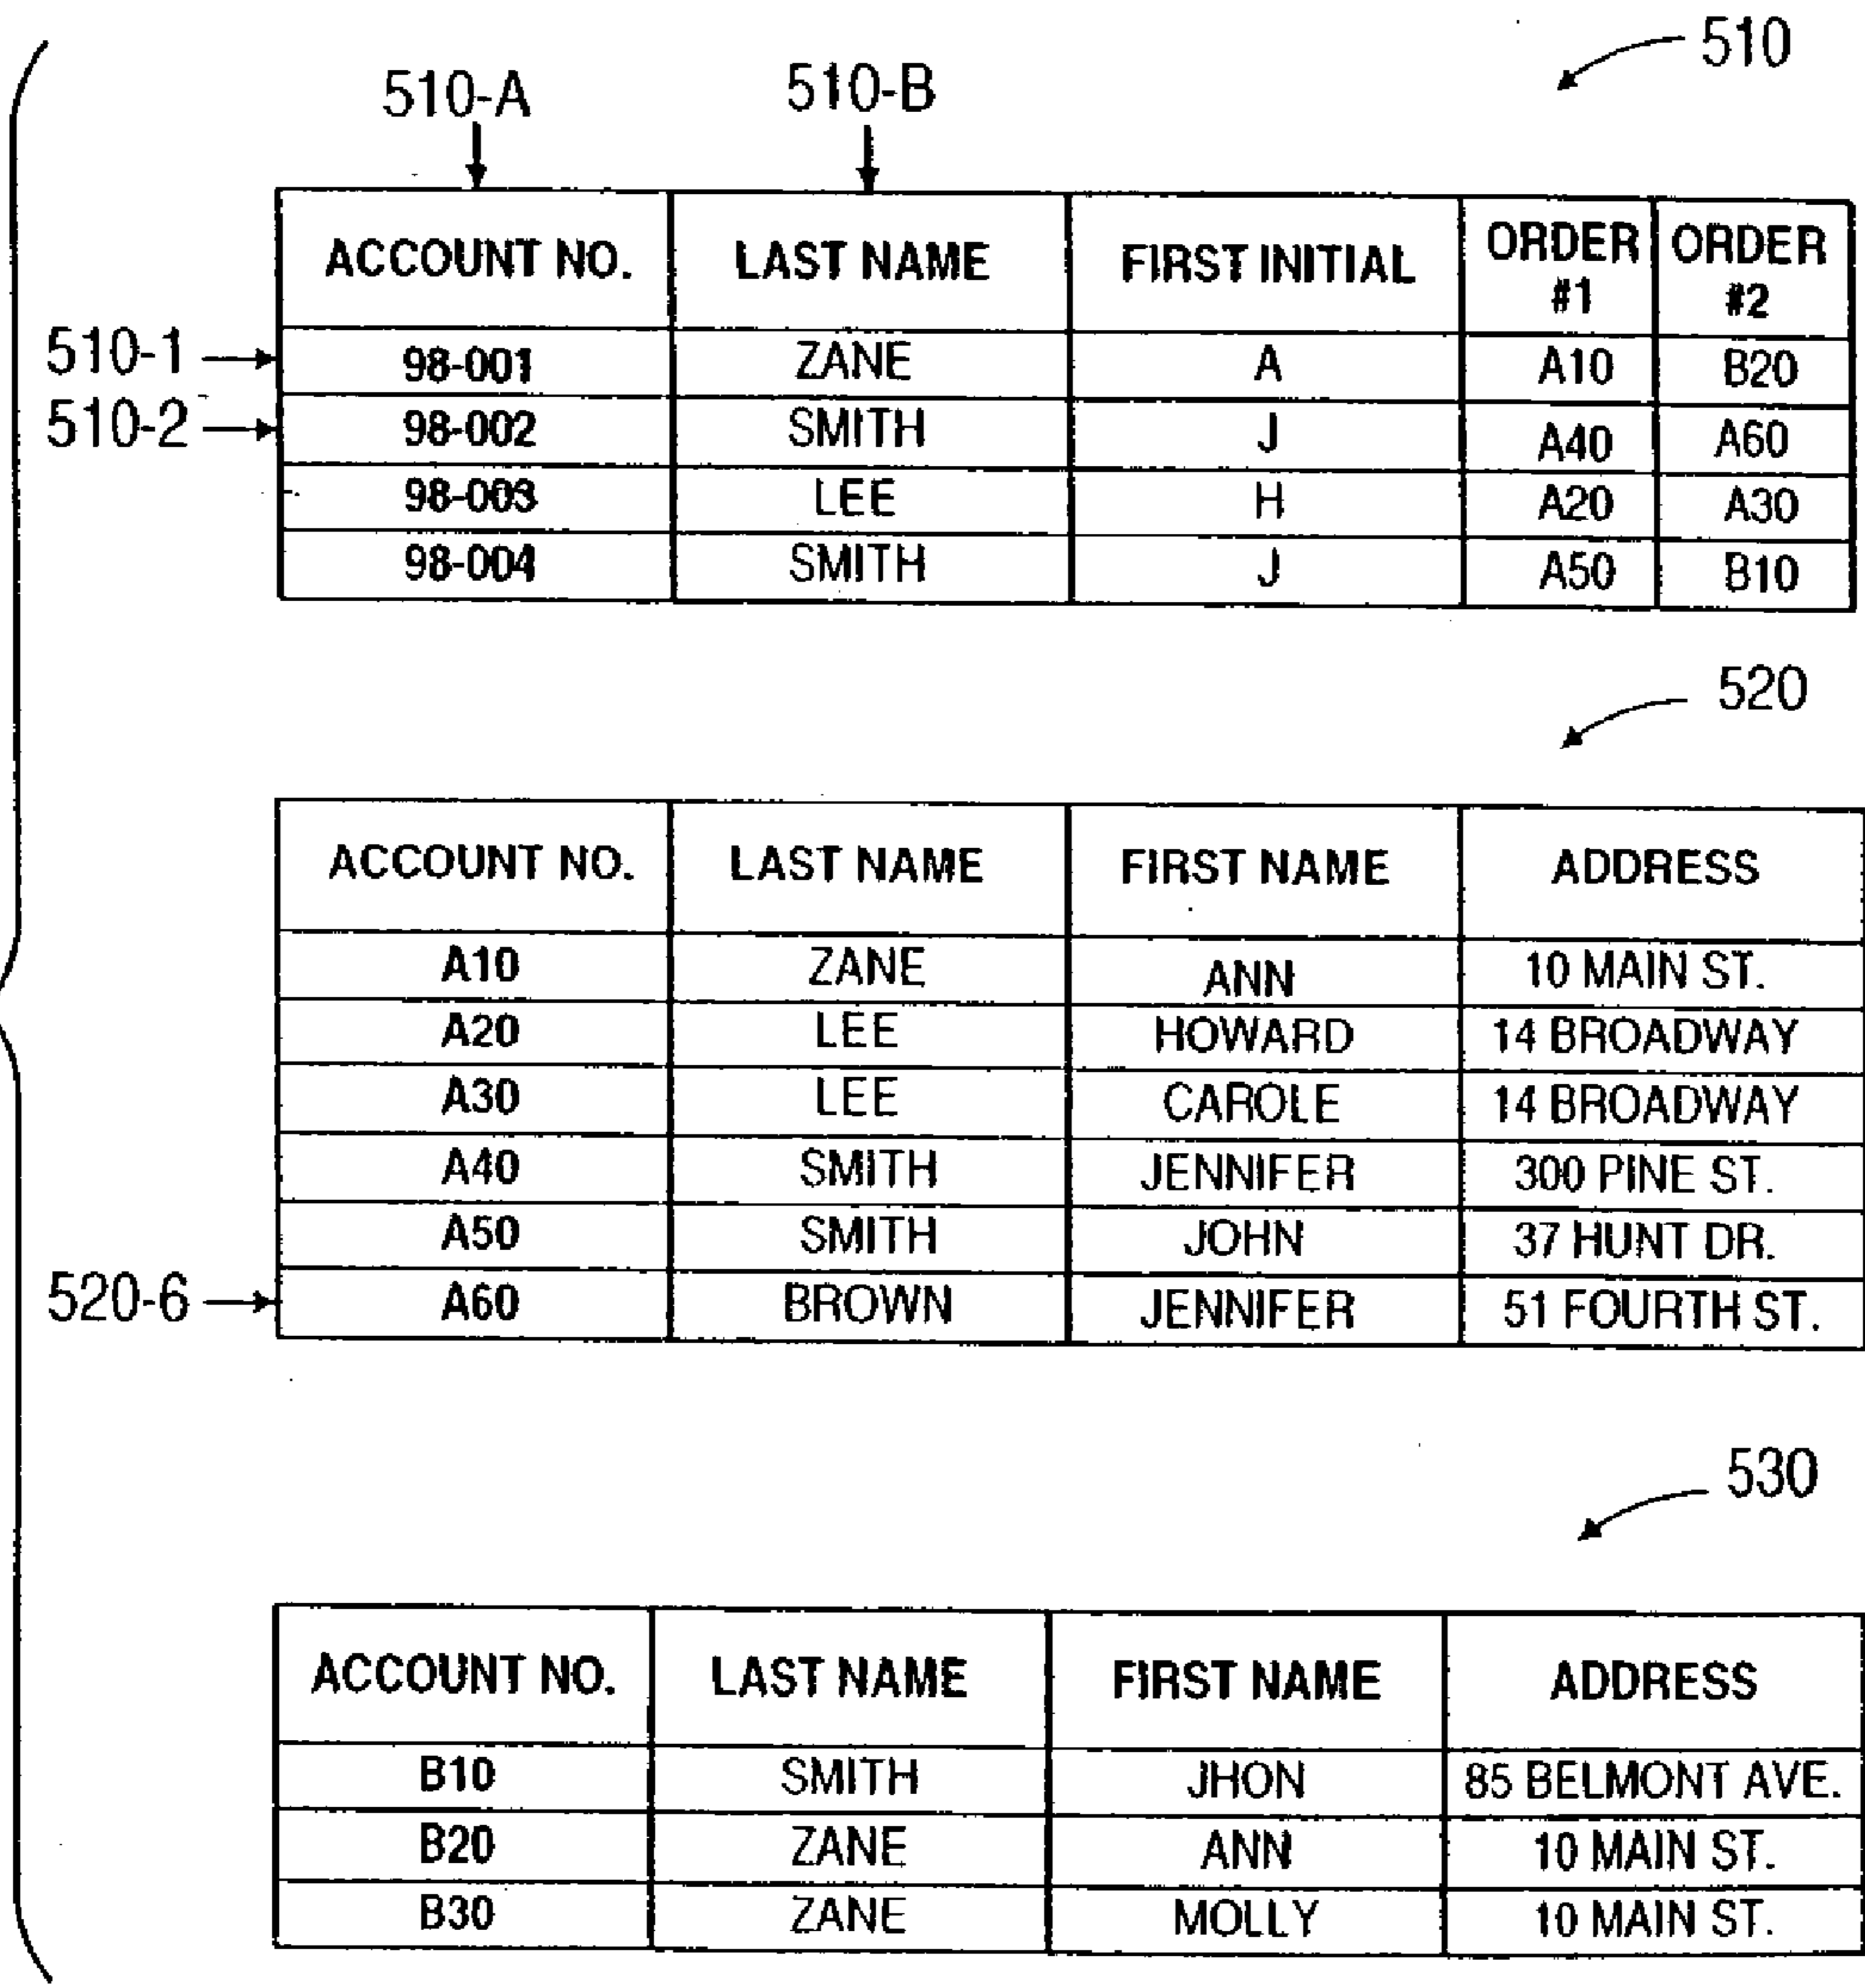 510
510-A 510-B
ACCOUNT NO. LAST NAME FIRST INITIAL ORDER #1 ORDER #2
510-1 98-001 ZANE A A10 B20
510-2 98-002 SMITH J A40 A60
98-003 LEE H A20 A30
98-004 SMITH J A50 B10
520
ACCOUNT NO. LAST NAME FIRST NAME ADDRESS
A10 ZANE ANN 10 MAIN ST.
A20 LEE HOWARD 14 BROADWAY
A30 LEE CAROLE 14 BROADWAY
A40 SMITH JENNIFER 300 PINE ST.
A50 SMITH JOHN 37 HUNT DR.
520-6 A60 BROWN JENNIFER 51 FOURTH ST.
530
ACCOUNT NO. LAST NAME FIRST NAME ADDRESS
B10 SMITH JHON 85 BELMONT AVE.
B20 ZANE ANN 10 MAIN ST.
B30 ZANE MOLLY 10 MAIN ST.